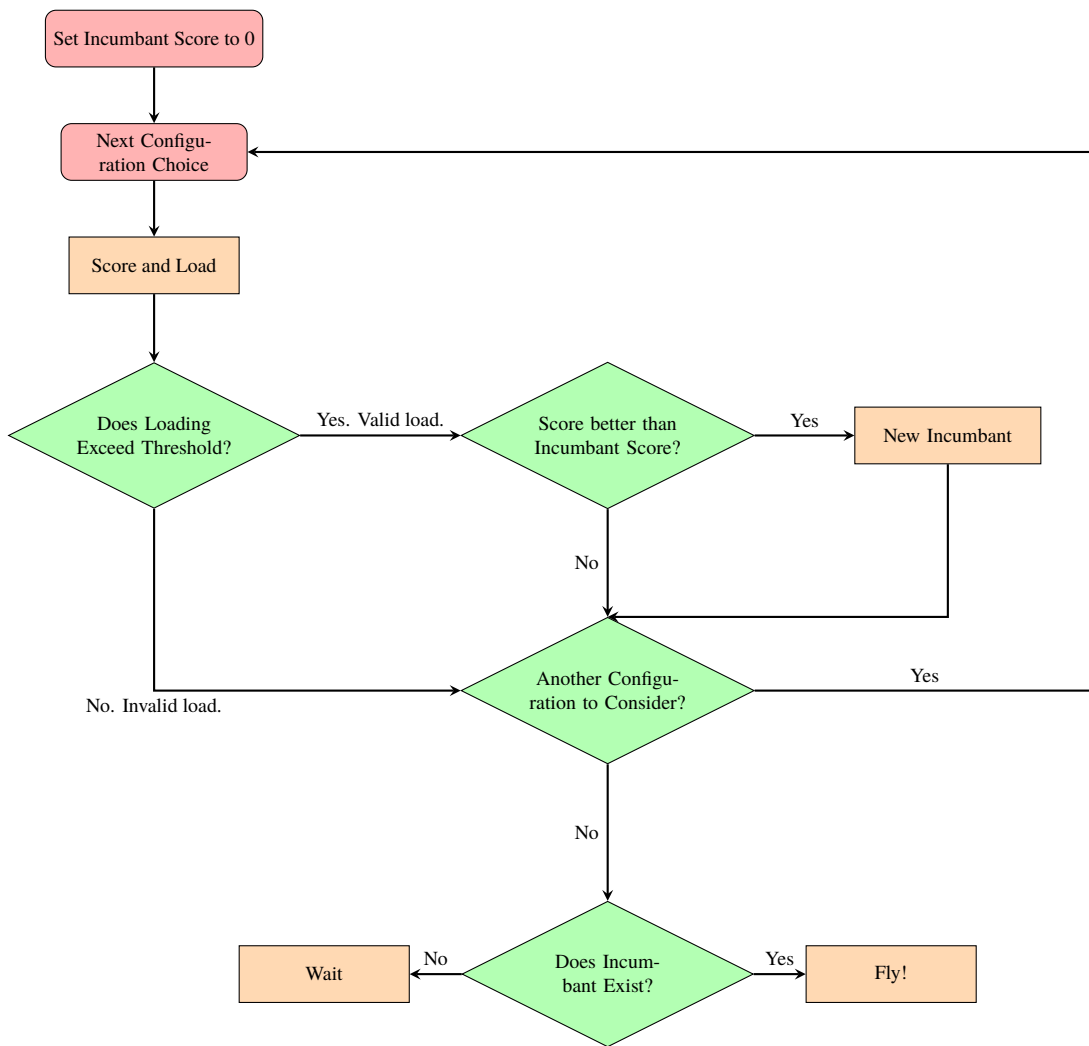 Set Incumbant Score to 0
Next Configu-
ration Choice
Score and Load
Does Loading
Exceed Threshold?
Yes. Valid load.
Score better than
Incumbant Score?
Yes
New Incumbant
No
No. Invalid load.
Another Configu-
ration to Consider?
Yes
No
Wait
No
Does Incum-
bant Exist?
Yes
Fly!